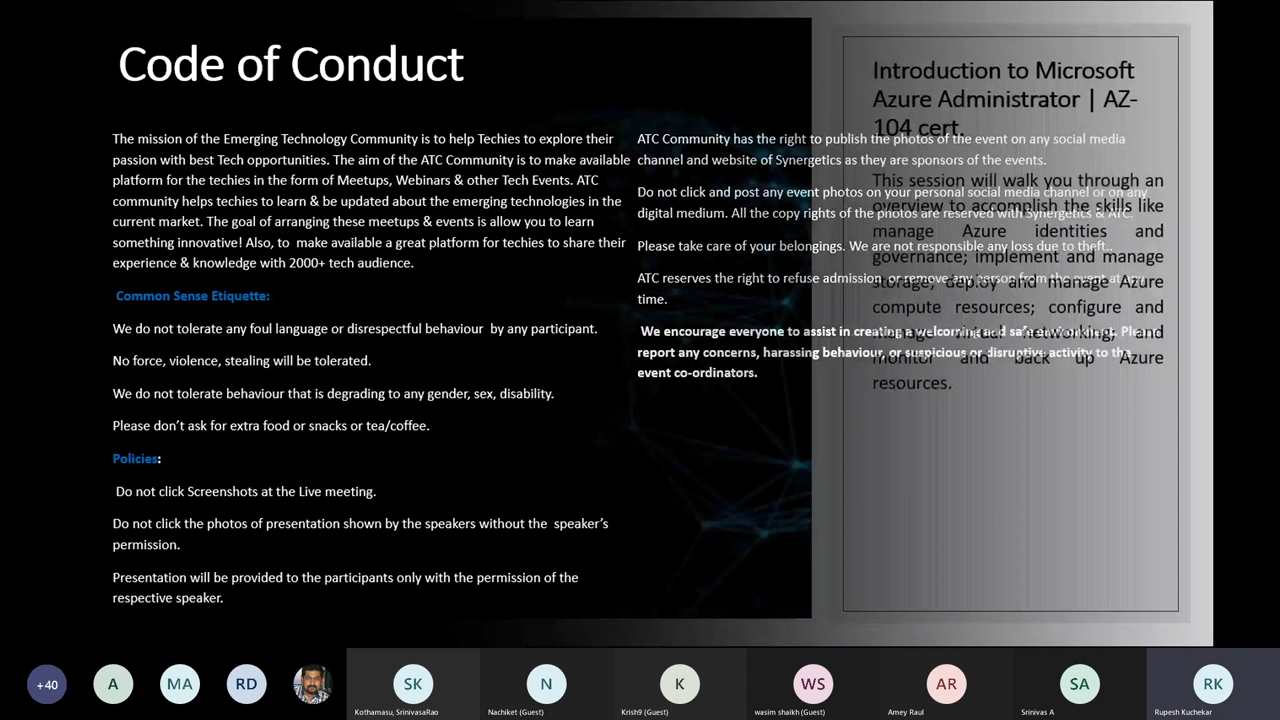 Code of Conduct
The mission of the Emerging Technology Community is to help Techies to explore their
passion with best Tech opportunities. The aim of the ATC Community is to make available
platform for the techies in the form of Meetups, Webinars & other Tech Events. ATC
community helps techies to learn & be updated about the emerging technologies in the
current market. The goal of arranging these meetups & events is allow you to learn
something innovative! Also, to  make available a great platform for techies to share their
experience & knowledge with 2000+ tech audience.
Common Sense Etiquette:
We do not tolerate any foul language or disrespectful behaviour  by any participant.
No force, violence, stealing will be tolerated.
We do not tolerate behaviour that is degrading to any gender, sex, disability.
Please don’t ask for extra food or snacks or tea/coffee.
Policies:
Do not click Screenshots at the Live meeting.
Do not click the photos of presentation shown by the speakers without the  speaker’s
permission.
Presentation will be provided to the participants only with the permission of the
respective speaker.
ATC Community has the right to publish the photos of the event on any social media
channel and website of Synergetics as they are sponsors of the events.
Do not click and post any event photos on your personal social media channel or on any
digital medium. All the copy rights of the photos are reserved with Synergetics & ATC.
Please take care of your belongings. We are not responsible any loss due to theft..
ATC reserves the right to refuse admission, or remove any person from the event at any
time.
We encourage everyone to assist in creating a welcoming and safe environment. Please
report any concerns, harassing behaviour, or suspicious or disruptive activity to the
event co-ordinators.
Introduction to Microsoft
Azure Administrator | AZ-
104 cert.
This session will walk you through an
overview to accomplish the skills like
manage Azure identities and
governance; implement and manage
storage; deploy and manage Azure
compute resources; configure and
manage virtual networking; and
monitor and back up Azure
resources.
+40
A
MA
RD
SK
N
K
WS
AR
SA
RK
Kothamasu, SrinivasaRao
Nachiket (Guest)
Krish9 (Guest)
wasim shaikh (Guest)
Amey Raul
Srinivas A
Rupesh Kuchekar